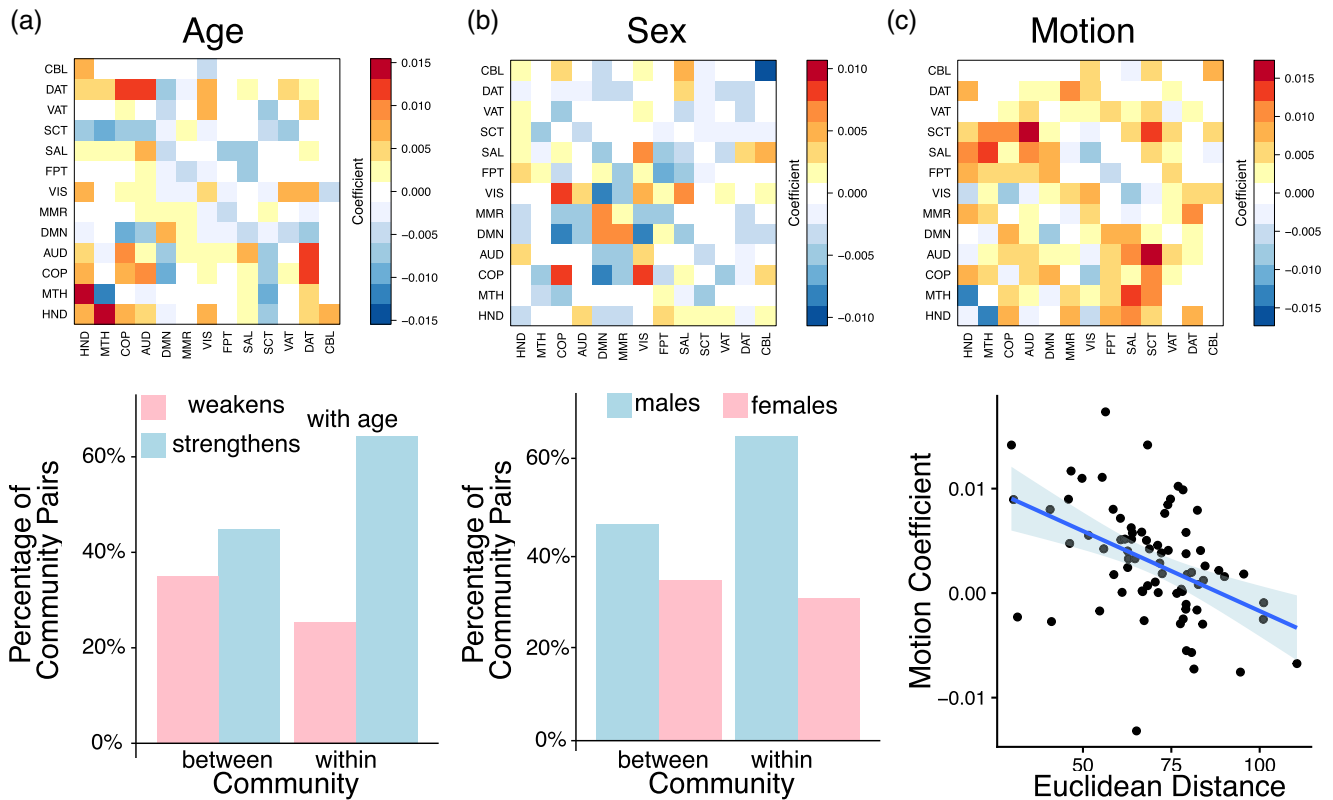 (a)
Age
CBL
DAT
VAT
SCT
SAL
FPT
VIS
MMR
DMN
AUD
COP
MTH
HND
HND MTH COP AUD DMN MMR VIS FPT SAL SCT VAT DAT CBL
0.015
0.010
0.005
0.000
−0.005
−0.010
−0.015
Coefficient
(b)
Sex
CBL
DAT
VAT
SCT
SAL
FPT
VIS
MMR
DMN
AUD
COP
MTH
HND
HND MTH COP AUD DMN MMR VIS FPT SAL SCT VAT DAT CBL
0.010
0.005
0.000
−0.005
−0.010
Coefficient
(c)
Motion
CBL
DAT
VAT
SCT
SAL
FPT
VIS
MMR
DMN
AUD
COP
MTH
HND
HND MTH COP AUD DMN MMR VIS FPT SAL SCT VAT DAT CBL
0.015
0.010
0.005
0.000
−0.005
−0.010
−0.015
Coefficient
weakens
strengthens
with age
Percentage of
Community Pairs
60%
40%
20%
0%
between within
Community
males females
Percentage of
Community Pairs
60%
40%
20%
0%
between within
Community
Motion Coefficient
0.01
0.00
−0.01
50 75 100
Euclidean Distance